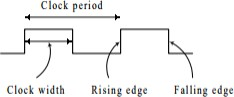 Clock period
Clock width
Rising edge
Falling edge